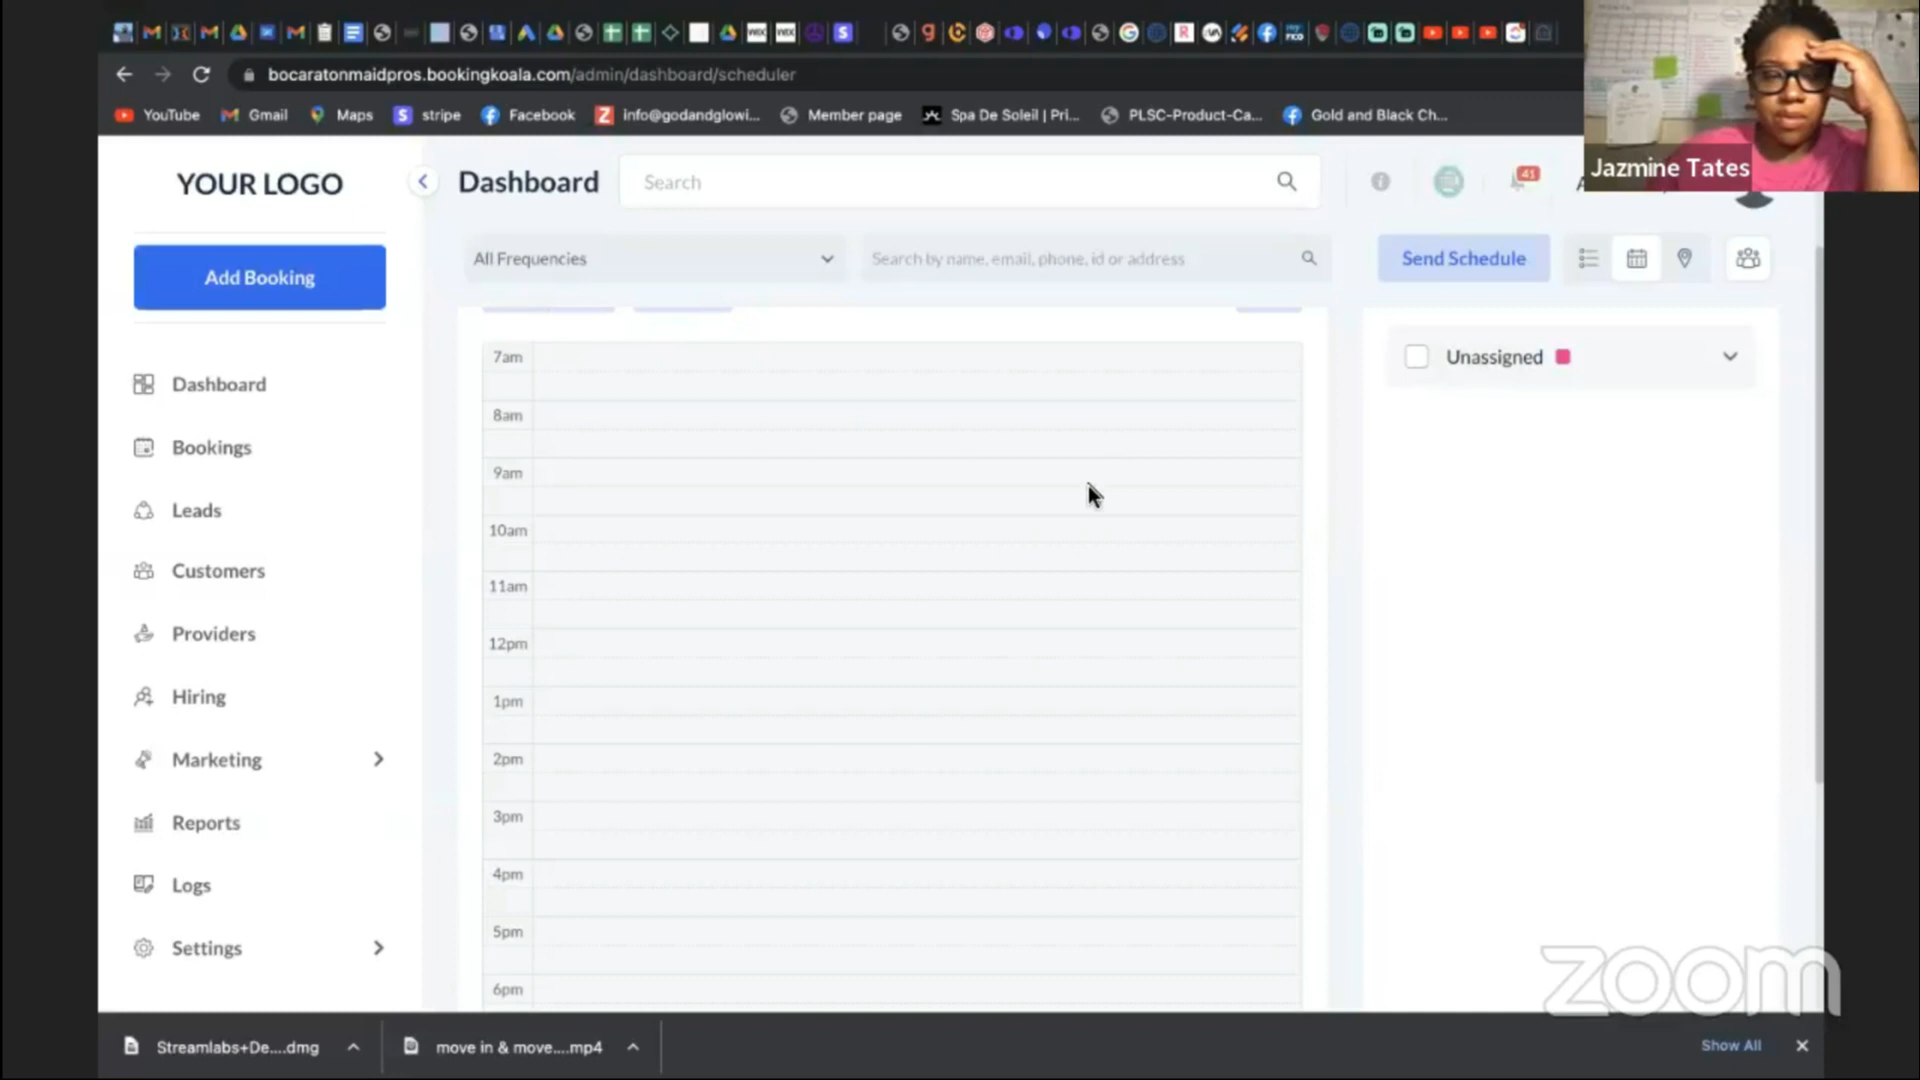 bocaratonmaidpros.bookingkoala.com/admin/dashboard/scheduler
YouTube Gmail Maps stripe Facebook info@godandglowi... Member page Spa De Soleil | Pri... PLSC-Product-Ca... Gold and Black Ch...
Jazmine Tates
YOUR LOGO
Dashboard
Search
41
Add Booking
All Frequencies
Search by name, email, phone, id or address
Send Schedule
Dashboard
Bookings
Leads
Customers
Providers
Hiring
Marketing
Reports
Logs
Settings
7am
8am
9am
10am
11am
12pm
1pm
2pm
3pm
4pm
5pm
6pm
Unassigned
zoom
Streamlabs+De....dmg
move in & move....mp4
Show All